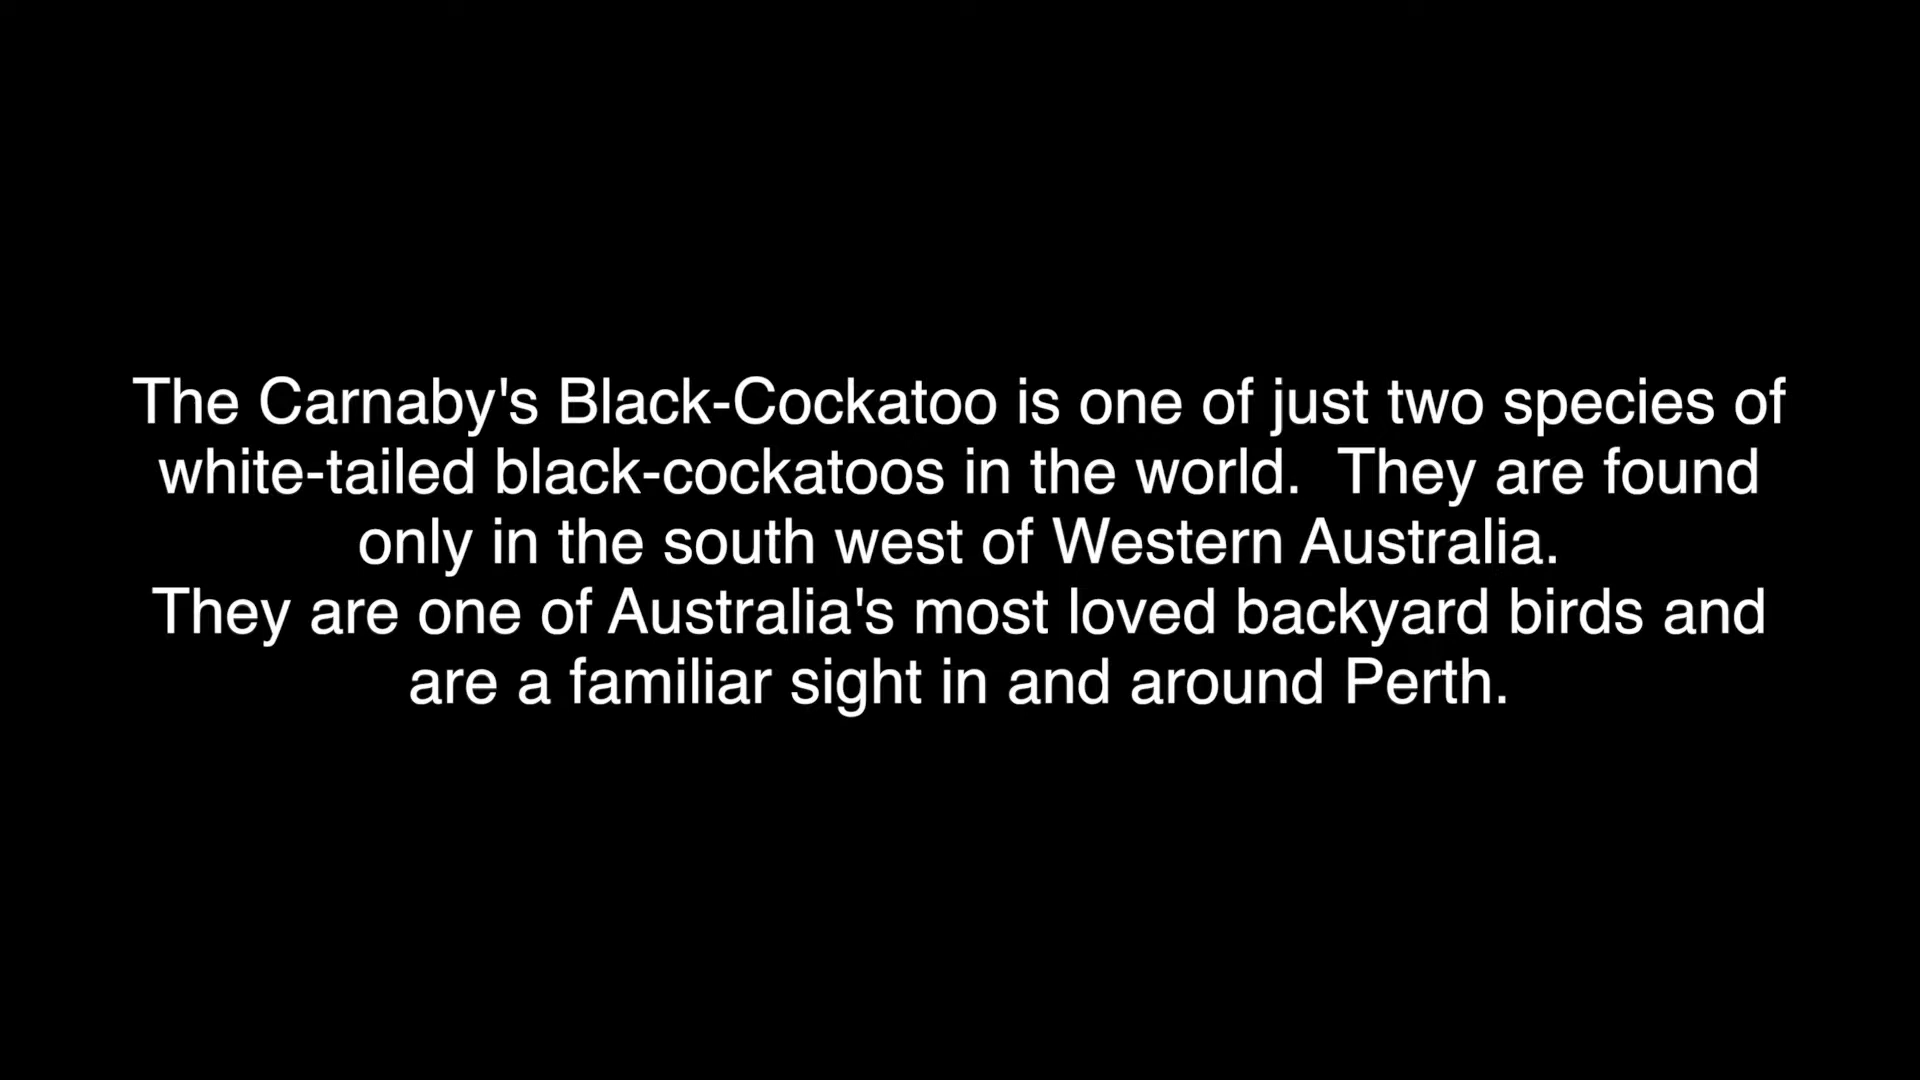 The Carnaby's Black-Cockatoo is one of just two species of
white-tailed black-cockatoos in the world.  They are found
only in the south west of Western Australia.
They are one of Australia's most loved backyard birds and
are a familiar sight in and around Perth.